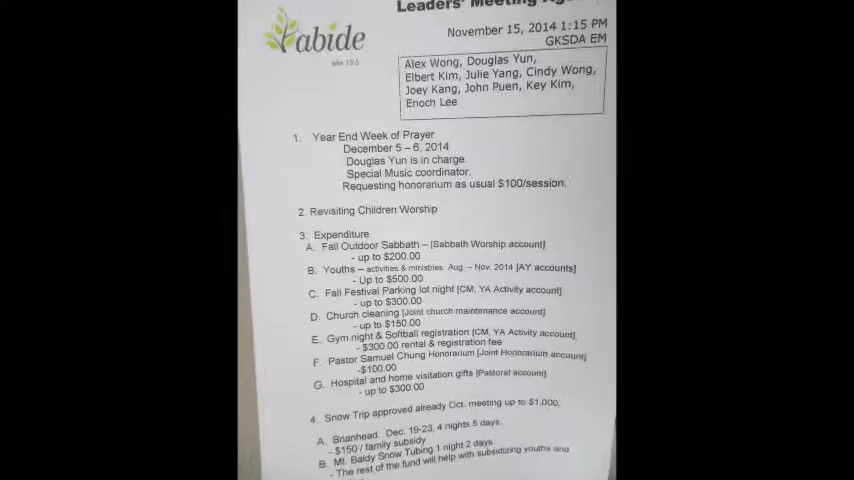 abide
John 15:5
Leaders' Meeting
November 15, 2014 1:15 PM
GKSDA EM
Alex Wong, Douglas Yun,
Elbert Kim, Julie Yang, Cindy Wong,
Joey Kang, John Puen, Key Kim,
Enoch Lee
1. Year End Week of Prayer
December 5 – 6, 2014
Douglas Yun is in charge
Special Music coordinator.
Requesting honorarium as usual $100/session.
2. Revisiting Children Worship
3. Expenditure
A. Fall Outdoor Sabbath – [Sabbath Worship account]
- up to $200.00
B. Youths – activities & ministries. Aug. – Nov. 2014 [AY accounts]
- Up to $500.00
C. Fall Festival Parking lot night [CM, YA Activity account]
- up to $300.00
D. Church cleaning [Joint church maintenance account]
- up to $150.00
E. Gym night & Softball registration [CM, YA Activity account]
- $300.00 rental & registration fee
F. Pastor Samuel Chung Honorarium [Joint Honorarium account]
-$100.00
G. Hospital and home visitation gifts [Pastoral account]
- up to $300.00
4. Snow Trip approved already Oct. meeting up to $1,000.
A. Brianhead. Dec. 19-23, 4 nights 5 days.
- $150 / family subsidy
B. Mt. Baldy Snow Tubing 1 night 2 days.
- The rest of the fund will help with subsidizing youths and